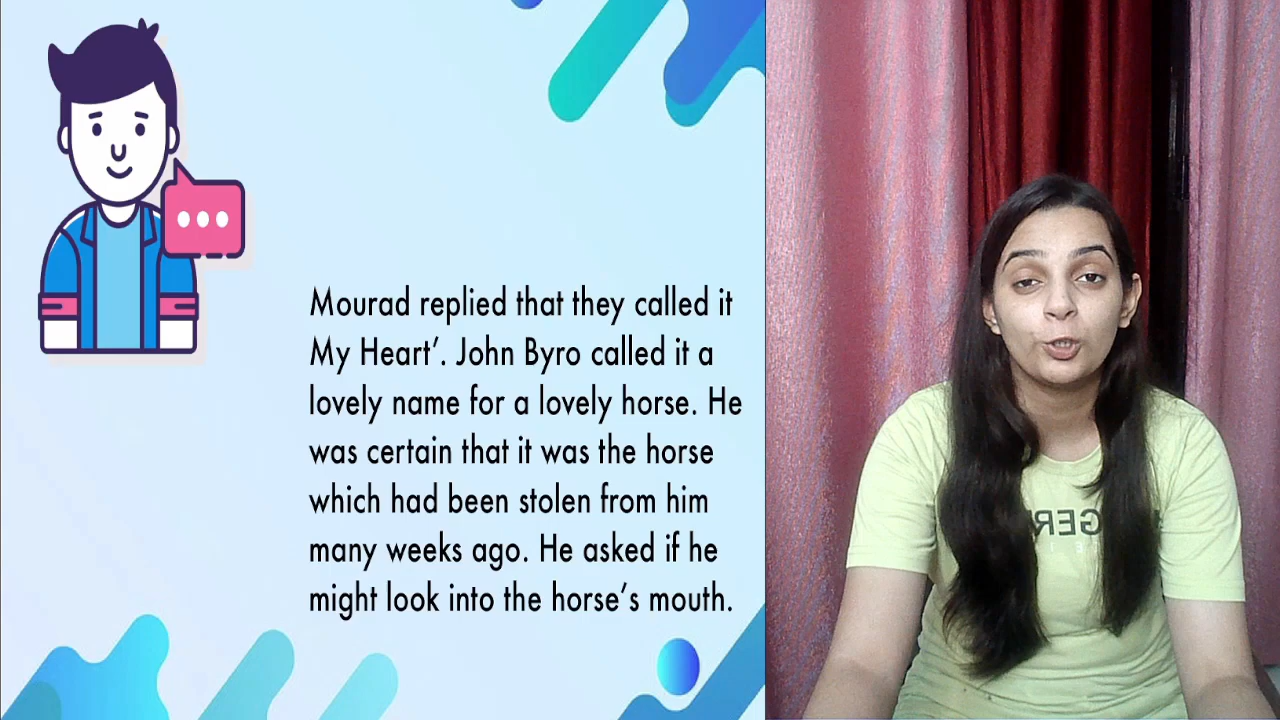 Mourad replied that they called it
My Heart’. John Byro called it a
lovely name for a lovely horse. He
was certain that it was the horse
which had been stolen from him
many weeks ago. He asked if he
might look into the horse’s mouth.